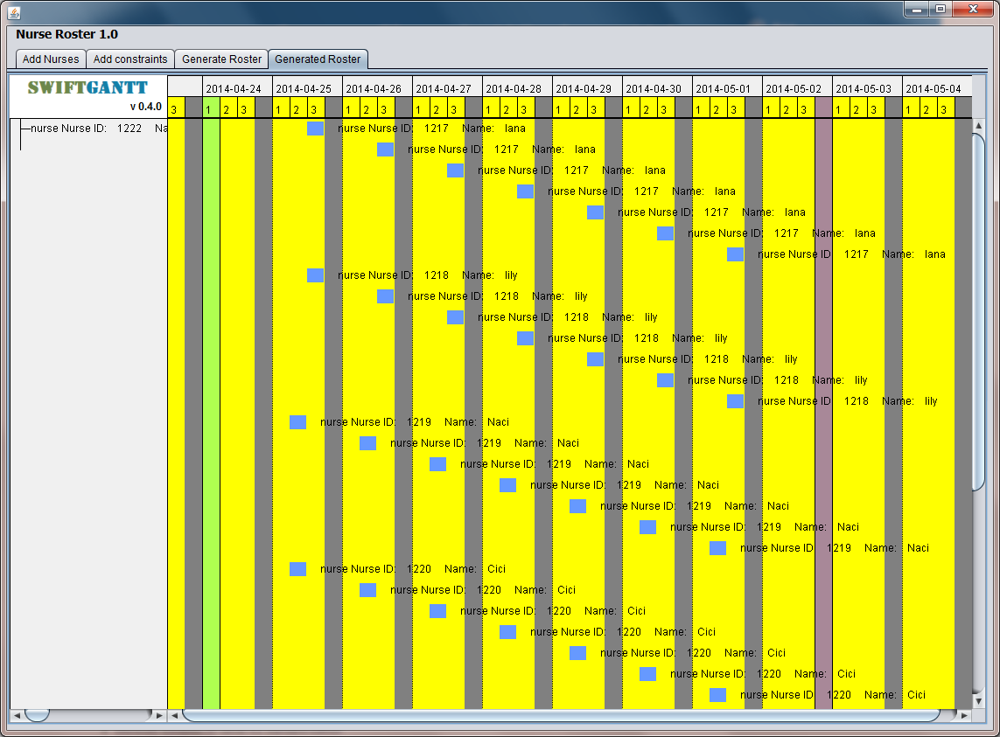 Nurse Roster 1.0
Add Nurses Add constraints Generate Roster Generated Roster
SWIFTGANTT
v 0.4.0
2014-04-24 2014-04-25 2014-04-26 2014-04-27 2014-04-28 2014-04-29 2014-04-30 2014-05-01 2014-05-02 2014-05-03 2014-05-04
3 1 2 3 1 2 3 1 2 3 1 2 3 1 2 3 1 2 3 1 2 3 1 2 3 1 2 3 1 2 3 1 2 3
nurse Nurse ID: 1222 Na nurse Nurse ID: 1217 Name: lana
nurse Nurse ID: 1217 Name: lana
nurse Nurse ID: 1217 Name: lana
nurse Nurse ID: 1217 Name: lana
nurse Nurse ID: 1217 Name: lana
nurse Nurse ID: 1217 Name: lana
nurse Nurse ID 1217 Name: lana
nurse Nurse ID: 1218 Name: lily
nurse Nurse ID: 1218 Name: lily
nurse Nurse ID: 1218 Name: lily
nurse Nurse ID: 1218 Name: lily
nurse Nurse ID: 1218 Name: lily
nurse Nurse ID: 1218 Name: lily
nurse Nurse ID 1218 Name: lily
nurse Nurse ID: 1219 Name: Naci
nurse Nurse ID: 1219 Name: Naci
nurse Nurse ID: 1219 Name: Naci
nurse Nurse ID: 1219 Name: Naci
nurse Nurse ID: 1219 Name: Naci
nurse Nurse ID: 1219 Name: Naci
nurse Nurse ID 1219 Name: Naci
nurse Nurse ID: 1220 Name: Cici
nurse Nurse ID: 1220 Name: Cici
nurse Nurse ID: 1220 Name: Cici
nurse Nurse ID: 1220 Name: Cici
nurse Nurse ID: 1220 Name: Cici
nurse Nurse ID: 1220 Name: Cici
nurse Nurse ID 1220 Name: Cici